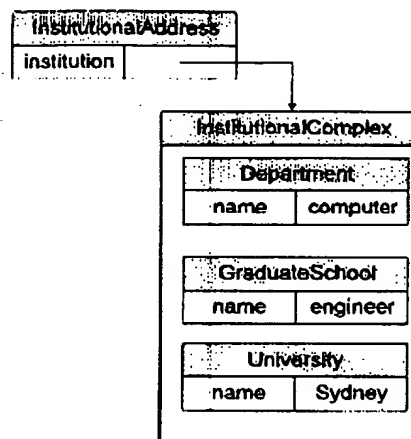 InstitutionalAddress
institution
InstitutionalComplex
Department
name computer
GraduateSchool
name engineer
University
name Sydney